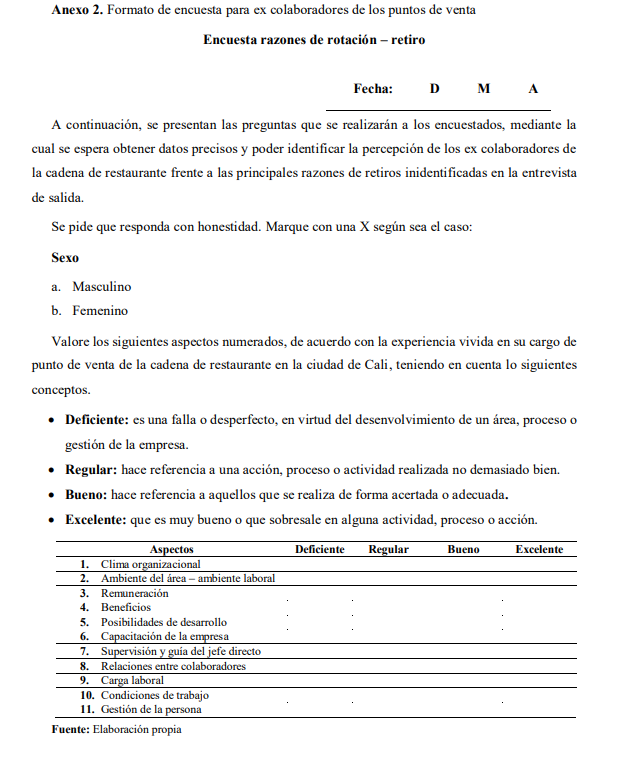 Anexo 2. Formato de encuesta para ex colaboradores de los puntos de venta
Encuesta razones de rotación – retiro
Fecha: D M A
A continuación, se presentan las preguntas que se realizarán a los encuestados, mediante la
cual se espera obtener datos precisos y poder identificar la percepción de los ex colaboradores de
la cadena de restaurante frente a las principales razones de retiros inidentificadas en la entrevista
de salida.
Se pide que responda con honestidad. Marque con una X según sea el caso:
Sexo
a. Masculino
b. Femenino
Valore los siguientes aspectos numerados, de acuerdo con la experiencia vivida en su cargo de
punto de venta de la cadena de restaurante en la ciudad de Cali, teniendo en cuenta lo siguientes
conceptos.
• Deficiente: es una falla o desperfecto, en virtud del desenvolvimiento de un área, proceso o
gestión de la empresa.
• Regular: hace referencia a una acción, proceso o actividad realizada no demasiado bien.
• Bueno: hace referencia a aquellos que se realiza de forma acertada o adecuada.
• Excelente: que es muy bueno o que sobresale en alguna actividad, proceso o acción.
Aspectos Deficiente Regular Bueno Excelente
1. Clima organizacional
2. Ambiente del área – ambiente laboral
3. Remuneración
4. Beneficios
5. Posibilidades de desarrollo
6. Capacitación de la empresa
7. Supervisión y guía del jefe directo
8. Relaciones entre colaboradores
9. Carga laboral
10. Condiciones de trabajo
11. Gestión de la persona
Fuente: Elaboración propia